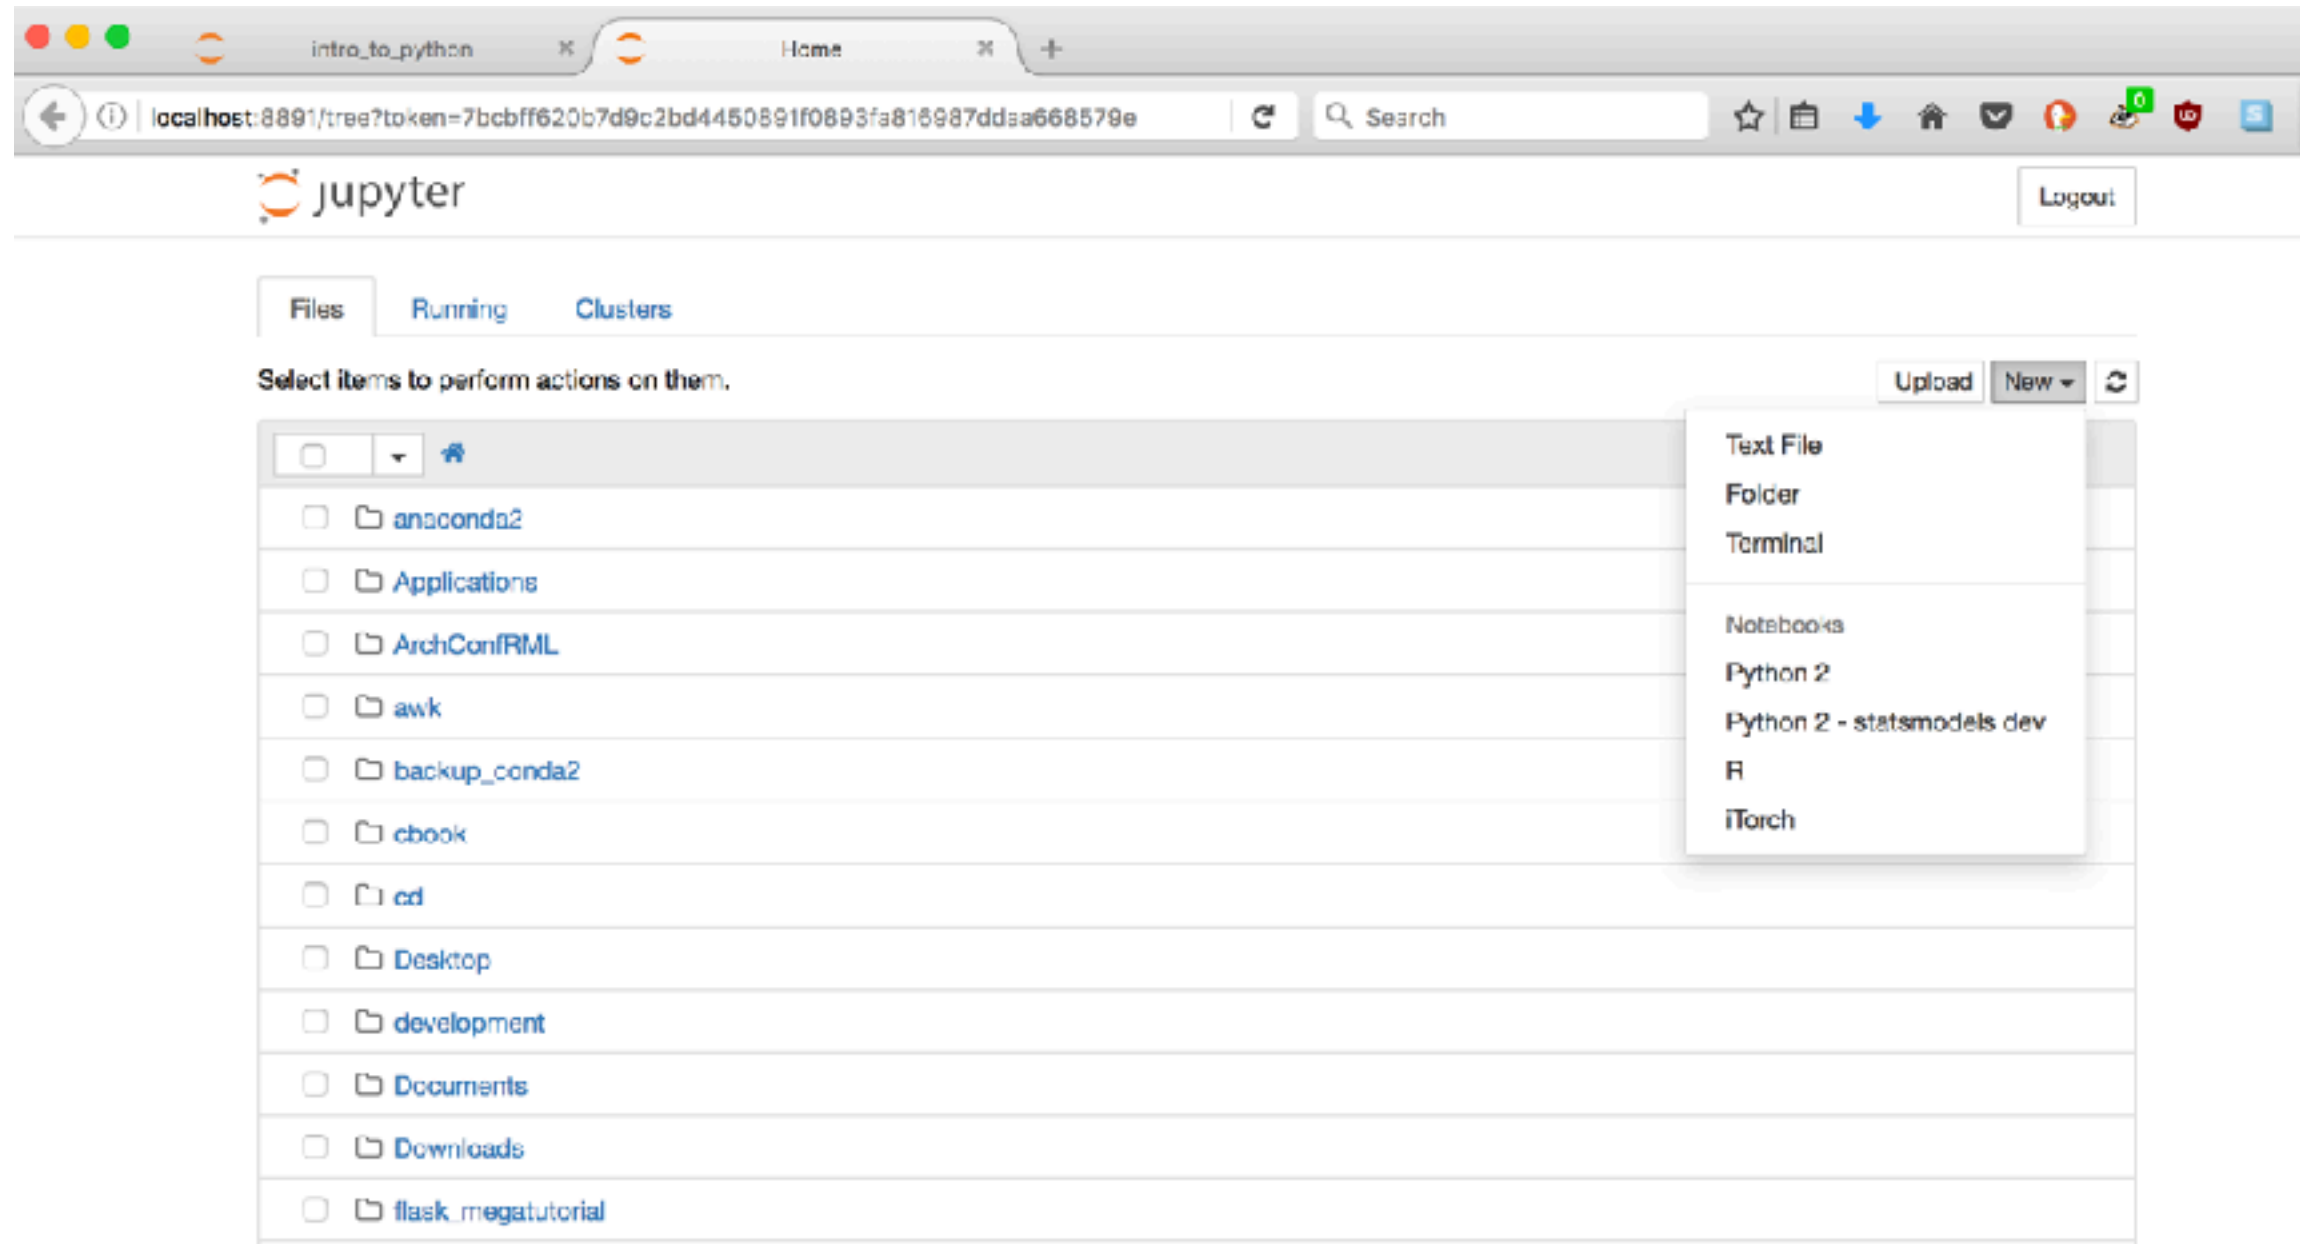 intro_to_python
Home
localhost:8891/tree?token=7bcbff620b7d9c2bd4450891f0893fa816987ddaa668579e
Search
0
S
jupyter
Logout
Files Running Clusters
Select items to perform actions on them.
Upload New
Text File
Folder
Terminal
Notebooks
Python 2
Python 2 - statsmodels dev
R
iTorch
anaconda2
Applications
ArchConfRML
awk
backup_conda2
cbook
cd
Desktop
development
Documents
Downloads
flask_megatutorial